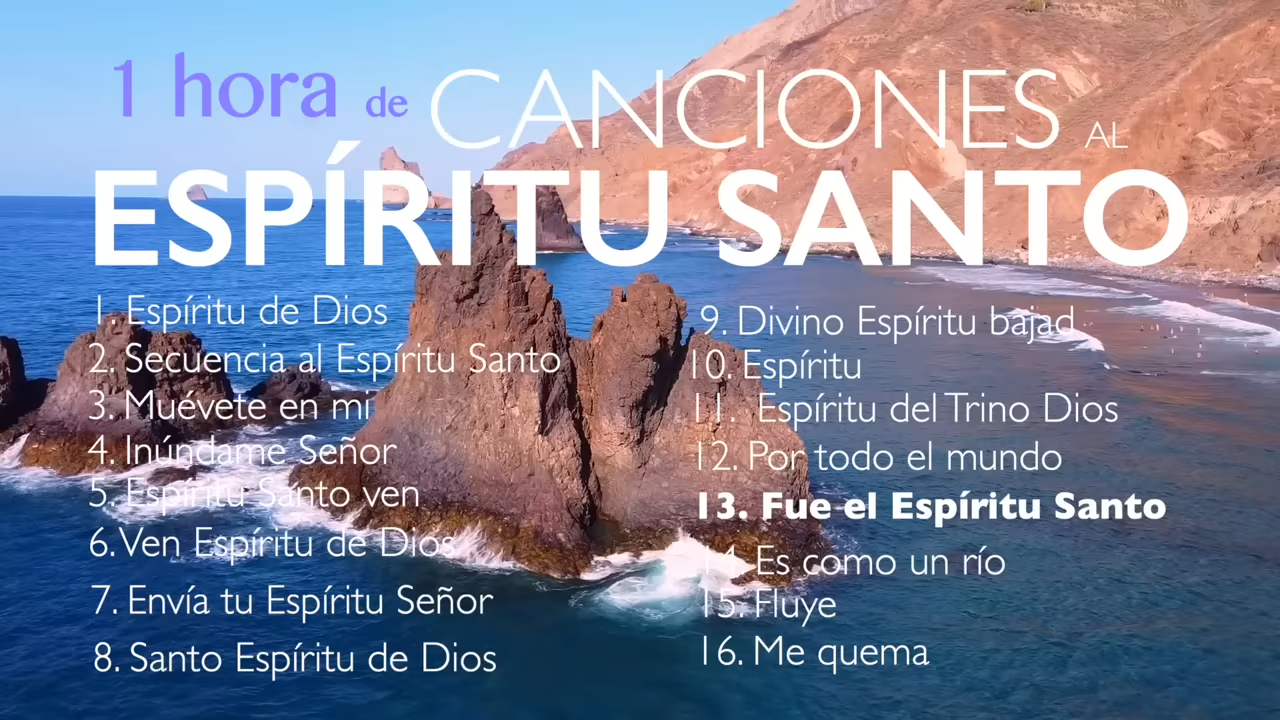 1 hora de CANCIONES AL
ESPÍRITU SANTO
1. Espíritu de Dios
2. Secuencia al Espíritu Santo
3. Muévete en mi
4. Inúndame Señor
5. Espíritu Santo ven
6. Ven Espíritu de Dios
7. Envía tu Espíritu Señor
8. Santo Espíritu de Dios
9. Divino Espíritu bajad
10. Espíritu
11. Espíritu del Trino Dios
12. Por todo el mundo
13. Fue el Espíritu Santo
14. Es como un río
15. Fluye
16. Me quema